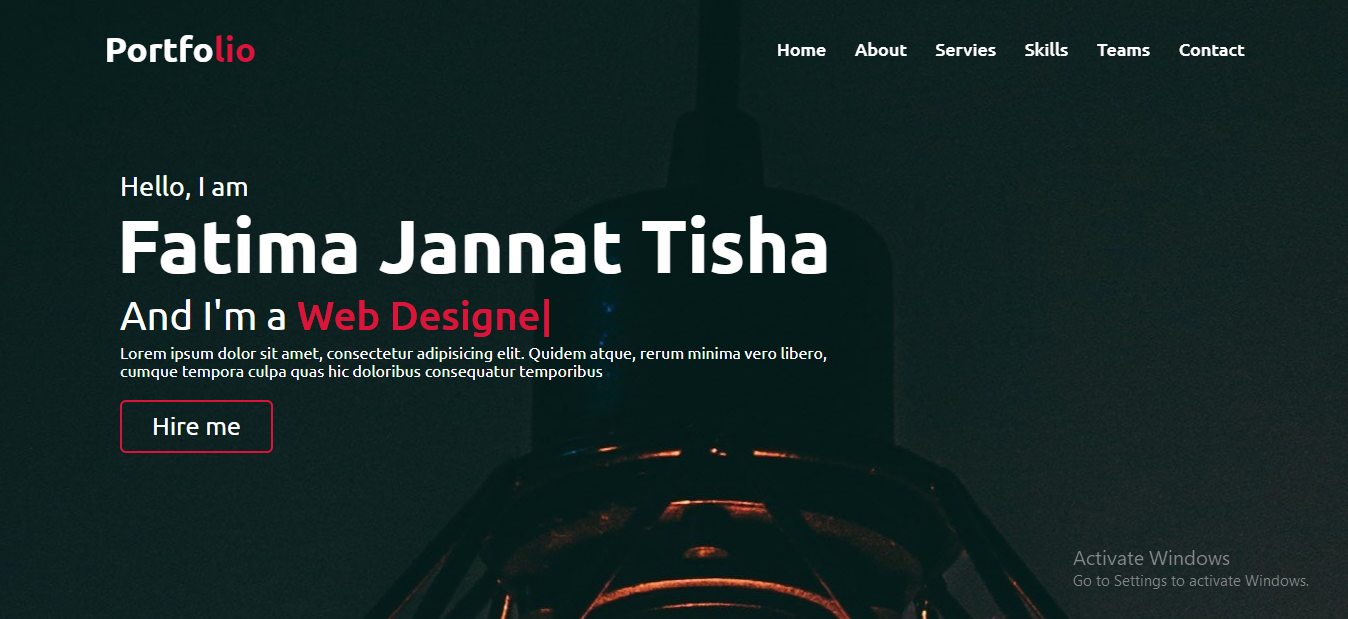 Portfolio
Home About Servies Skills Teams Contact
Hello, I am
Fatima Jannat Tisha
And I'm a Web Designe|
Lorem ipsum dolor sit amet, consectetur adipisicing elit. Quidem atque, rerum minima vero libero,
cumque tempora culpa quas hic doloribus consequatur temporibus
Hire me
Activate Windows
Go to Settings to activate Windows.